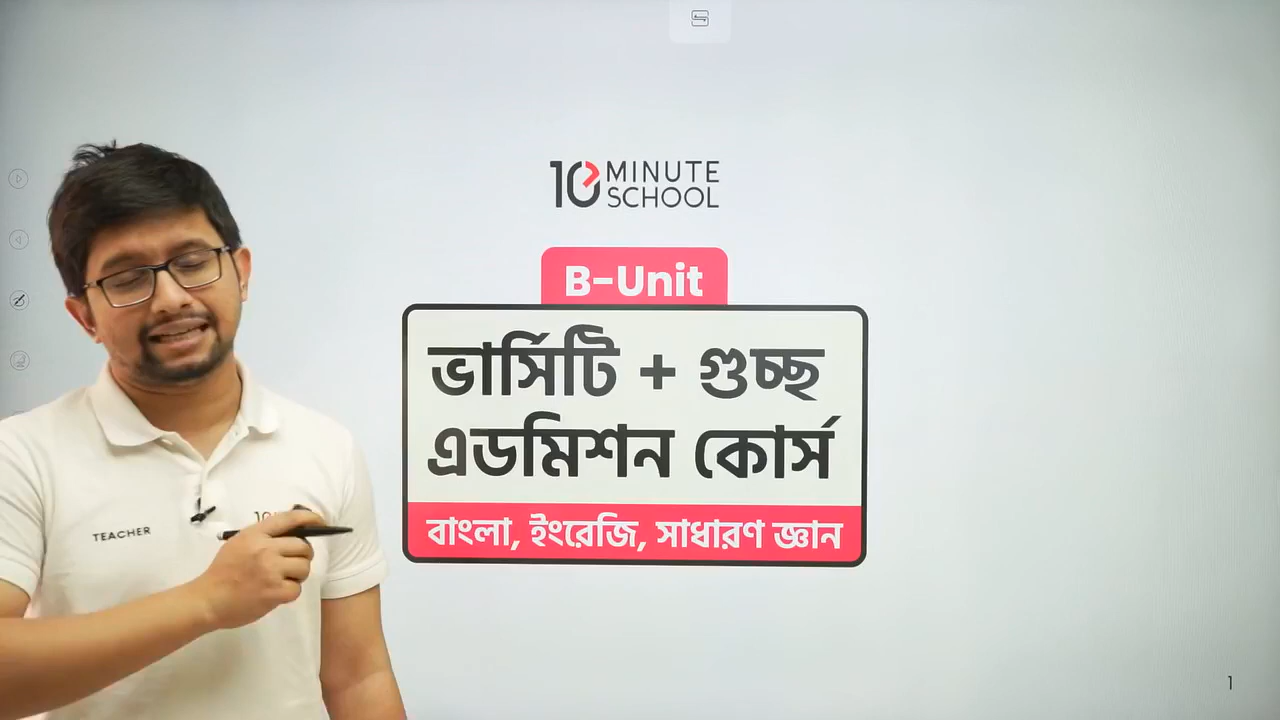 10 MINUTE
SCHOOL
B-Unit
ভার্সিটি + গুচ্ছ
এডমিশন কোর্স
বাংলা, ইংরেজি, সাধারণ জ্ঞান
TEACHER
1